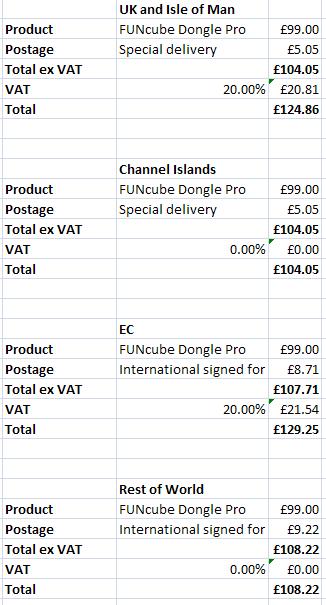 UK and Isle of Man
Product FUNcube Dongle Pro £99.00
Postage Special delivery £5.05
Total ex VAT £104.05
VAT 20.00% £20.81
Total £124.86
Channel Islands
Product FUNcube Dongle Pro £99.00
Postage Special delivery £5.05
Total ex VAT £104.05
VAT 0.00% £0.00
Total £104.05
EC
Product FUNcube Dongle Pro £99.00
Postage International signed for £8.71
Total ex VAT £107.71
VAT 20.00% £21.54
Total £129.25
Rest of World
Product FUNcube Dongle Pro £99.00
Postage International signed for £9.22
Total ex VAT £108.22
VAT 0.00% £0.00
Total £108.22